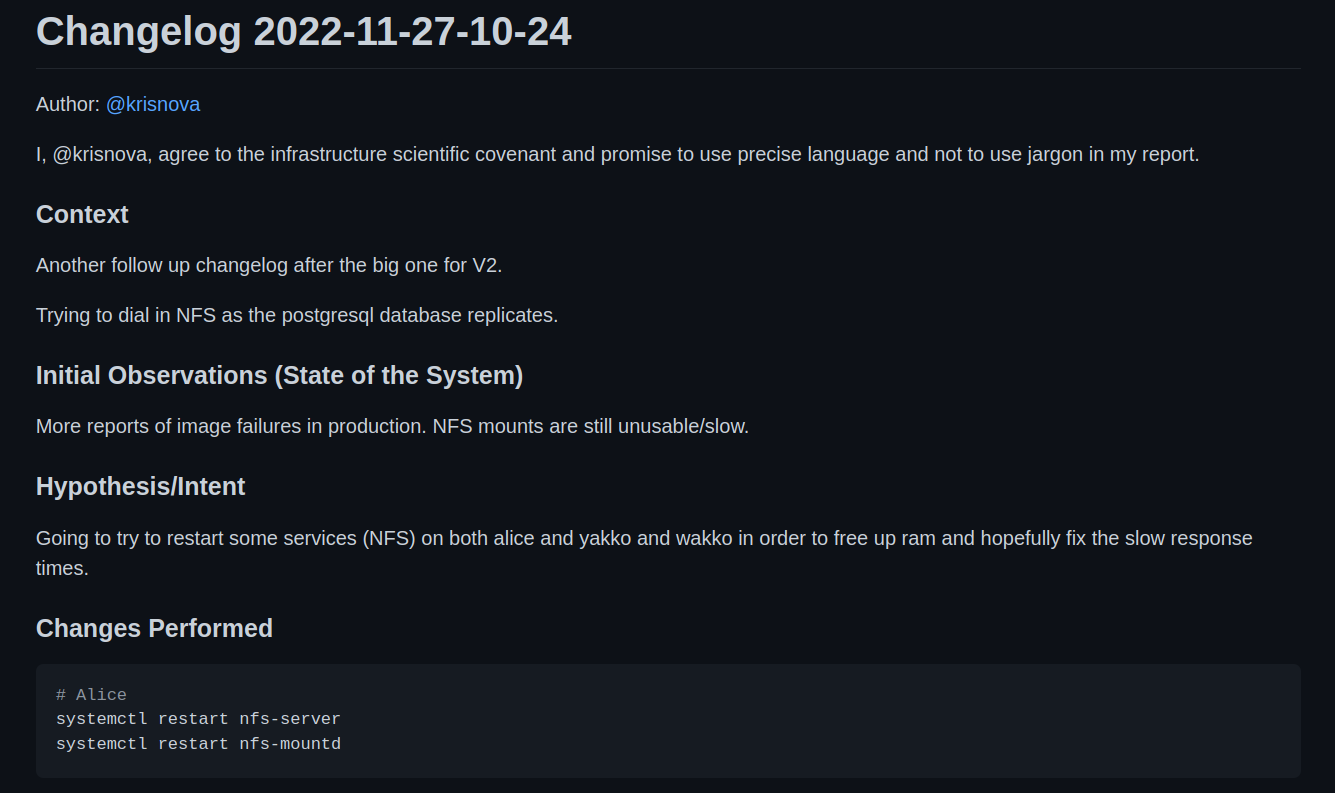 Changelog 2022-11-27-10-24
Author: @krisnova
I, @krisnova, agree to the infrastructure scientific covenant and promise to use precise language and not to use jargon in my report.
Context
Another follow up changelog after the big one for V2.
Trying to dial in NFS as the postgresql database replicates.
Initial Observations (State of the System)
More reports of image failures in production. NFS mounts are still unusable/slow.
Hypothesis/Intent
Going to try to restart some services (NFS) on both alice and yakko and wakko in order to free up ram and hopefully fix the slow response
times.
Changes Performed
# Alice
systemctl restart nfs-server
systemctl restart nfs-mountd